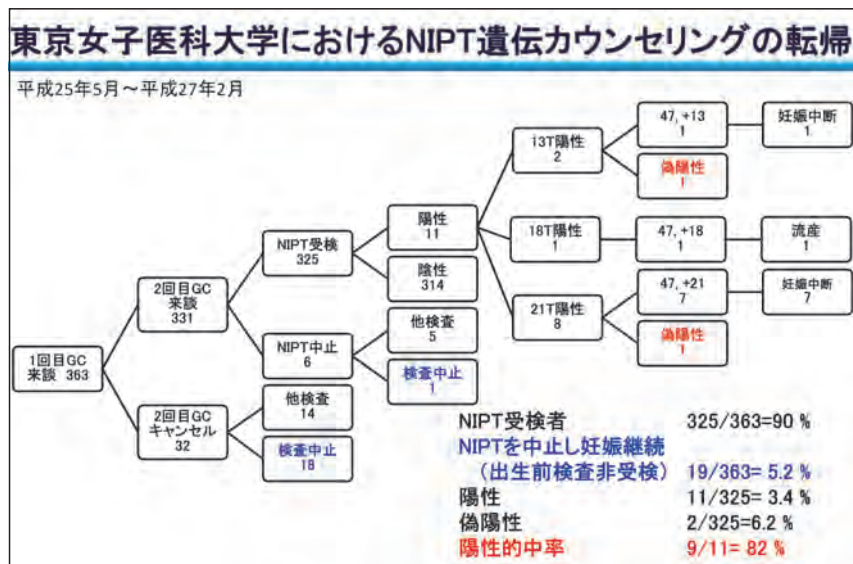 東京女子医科大学におけるNIPT遺伝カウンセリングの転帰
平成25年5月～平成27年2月
1回目GC
来談 363
2回目GC
来談
331
2回目GC
キャンセル
32
NIPT受検
325
NIPT中止
6
他検査
14
検査中止
18
陽性
11
陰性
314
他検査
5
検査中止
1
13T陽性
2
18T陽性
1
21T陽性
8
47, +13
1
偽陽性
1
47, +18
1
47, +21
7
偽陽性
1
妊娠中断
1
流産
1
妊娠中断
7
NIPT受検者 325/363=90 %
NIPTを中止し妊娠継続
（出生前検査非受検） 19/363= 5.2 %
陽性 11/325= 3.4 %
偽陽性 2/325=6.2 %
陽性的中率 9/11= 82 %